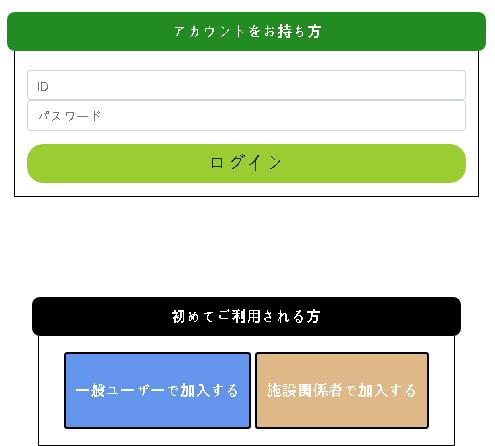 アカウントをお持ち方
ID
パスワード
ログイン
初めてご利用される方
一般ユーザーで加入する
施設関係者で加入する